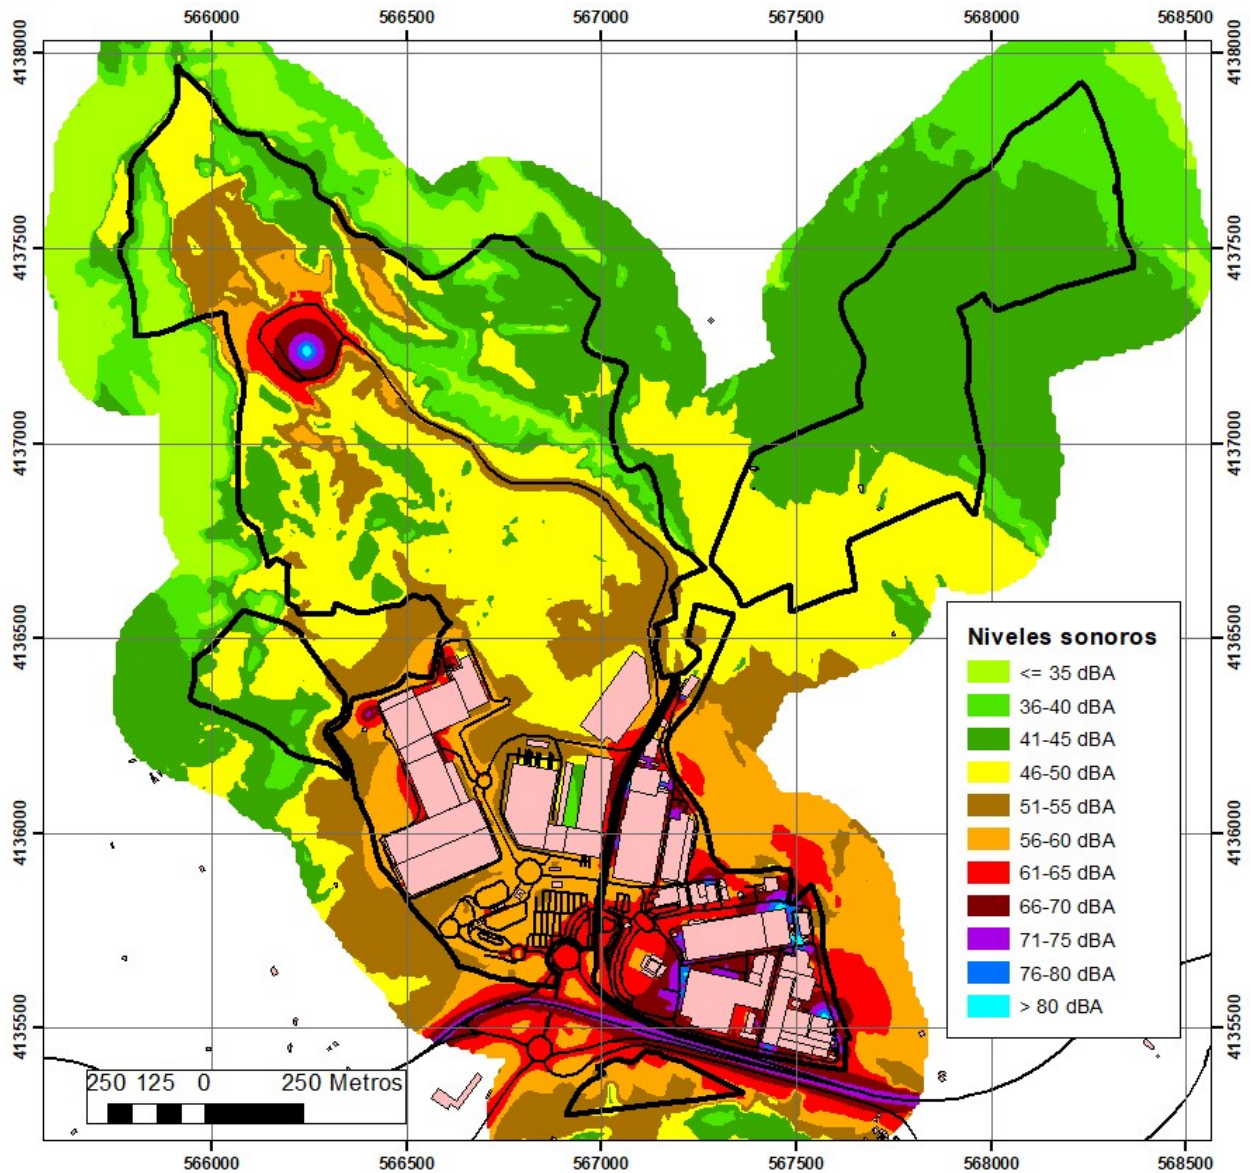 566000 566500 567000 567500 568000 568500
4138000 4138000
4137500 4137500
4137000 4137000
4136500 4136500
4136000 4136000
4135500 4135500
Niveles sonoros
<= 35 dBA
36-40 dBA
41-45 dBA
46-50 dBA
51-55 dBA
56-60 dBA
61-65 dBA
66-70 dBA
71-75 dBA
76-80 dBA
> 80 dBA
250 125 0 250 Metros
566000 566500 567000 567500 568000 568500